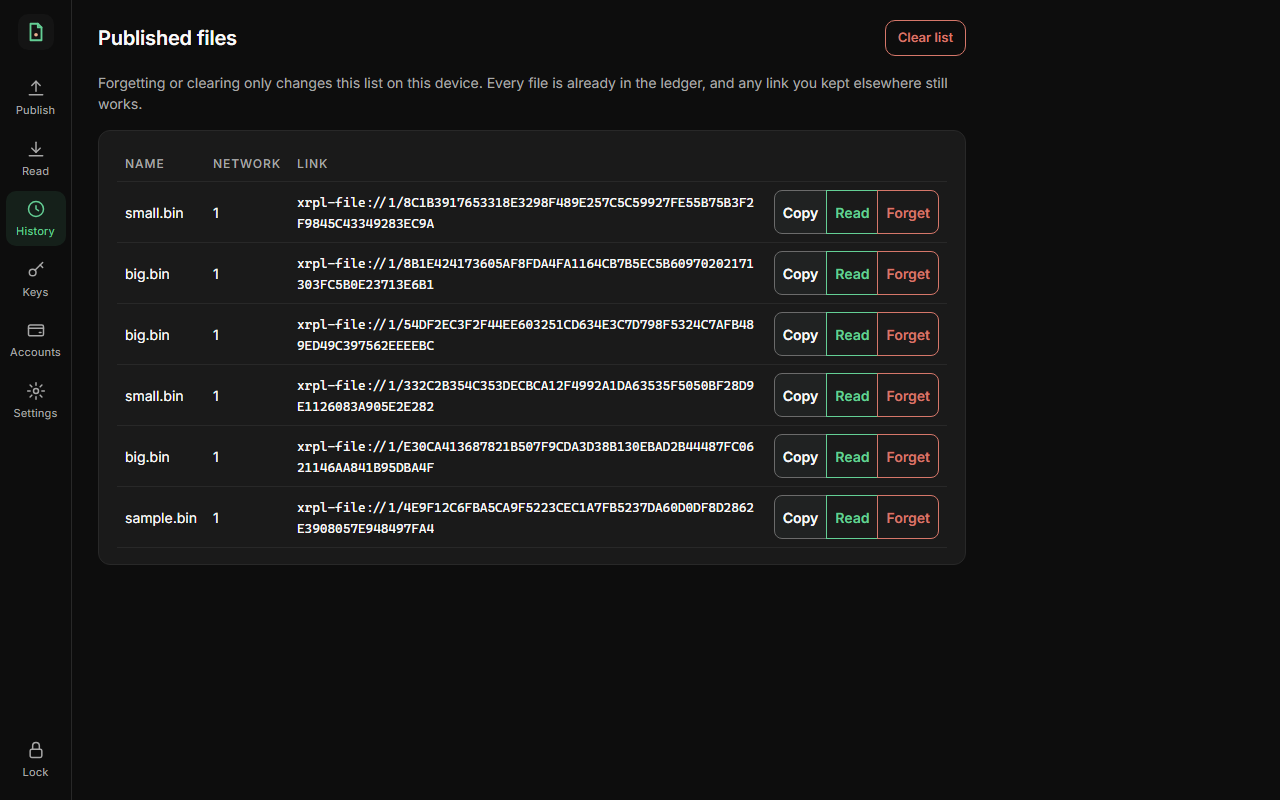 Published files
Clear list
Forgetting or clearing only changes this list on this device. Every file is already in the ledger, and any link you kept elsewhere still
works.
NAME NETWORK LINK
small.bin 1 xrpl-file://1/8C1B3917653318E3298F489E257C5C59927FE55B75B3F2
F9845C43349283EC9A
Copy Read Forget
big.bin 1 xrpl-file://1/8B1E424173605AF8FDA4FA1164CB7B5EC5B60970202171
303FC5B0E23713E6B1
Copy Read Forget
big.bin 1 xrpl-file://1/54DF2EC3F2F44EE603251CD634E3C7D798F5324C7AFB48
9ED49C397562EEEEBC
Copy Read Forget
small.bin 1 xrpl-file://1/332C2B354C353DECBCA12F4992A1DA63535F5050BF28D9
E1126083A905E2E282
Copy Read Forget
big.bin 1 xrpl-file://1/E30CA413687821B507F9CDA3D38B130EBAD2B44487FC06
21146AA841B95DBA4F
Copy Read Forget
sample.bin 1 xrpl-file://1/4E9F12C6FBA5CA9F5223CEC1A7FB5237DA60D0DF8D2862
E3908057E948497FA4
Copy Read Forget
Publish
Read
History
Keys
Accounts
Settings
Lock